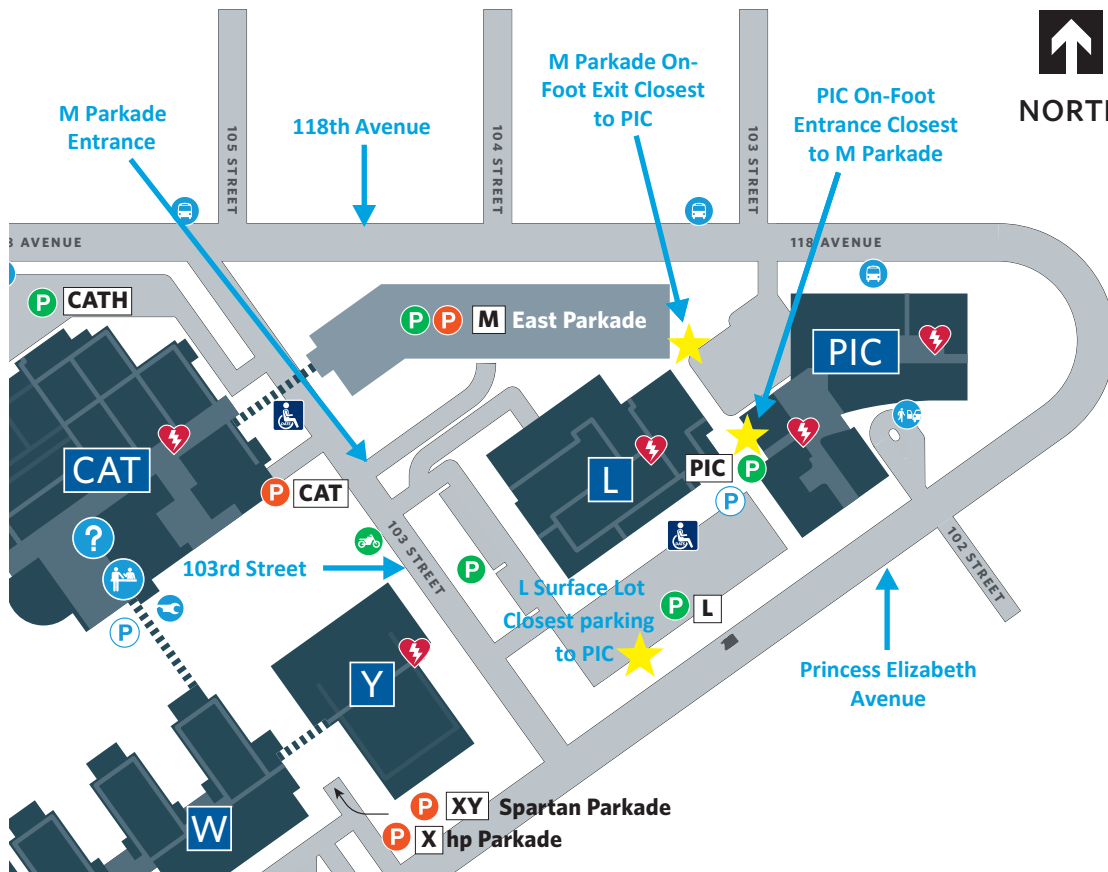 M Parkade On-
Foot Exit Closest
to PIC
PIC On-Foot
Entrance Closest
to M Parkade
NORTH
M Parkade
Entrance
118th Avenue
105 STREET
104 STREET
103 STREET
AVENUE
118 AVENUE
P CATH
P P M East Parkade
PIC
CAT
P CAT
L
PIC P
P
?
103 STREET
103rd Street
P
L Surface Lot
Closest parking
to PIC
P L
102 STREET
P
Y
Princess Elizabeth
Avenue
W
P XY Spartan Parkade
P X hp Parkade